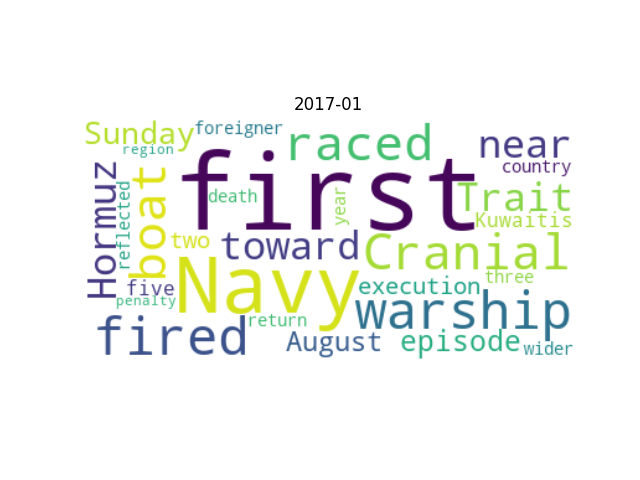 2017-01
Sunday
foreigner
raced
near
region
country
Hormuz
reflected
boat
first
death
year
Trait
Kuwaitis
two
toward
Cranial
five
Navy
execution
three
penalty
warship
fired
return
August
episode
wider